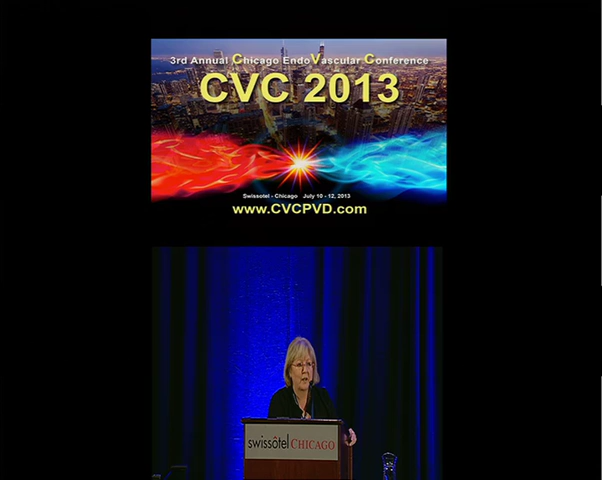 3rd Annual Chicago EndoVascular Conference
CVC 2013
Swissotel - Chicago July 10 - 12, 2013
www.CVCPVD.com
swissôtel CHICAGO